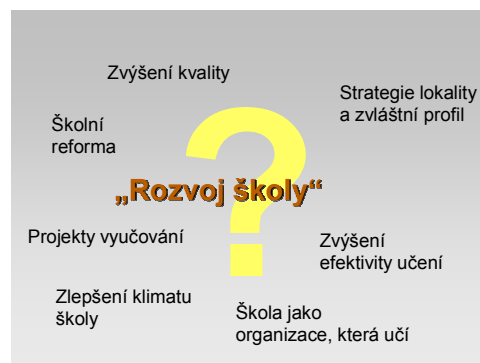 Zvýšení kvality
Strategie lokality
a zvláštní profil
Školní
reforma
?
„Rozvoj školy“
Projekty vyučování
Zvýšení
efektivity učení
Zlepšení klimatu
školy
Škola jako
organizace, která učí